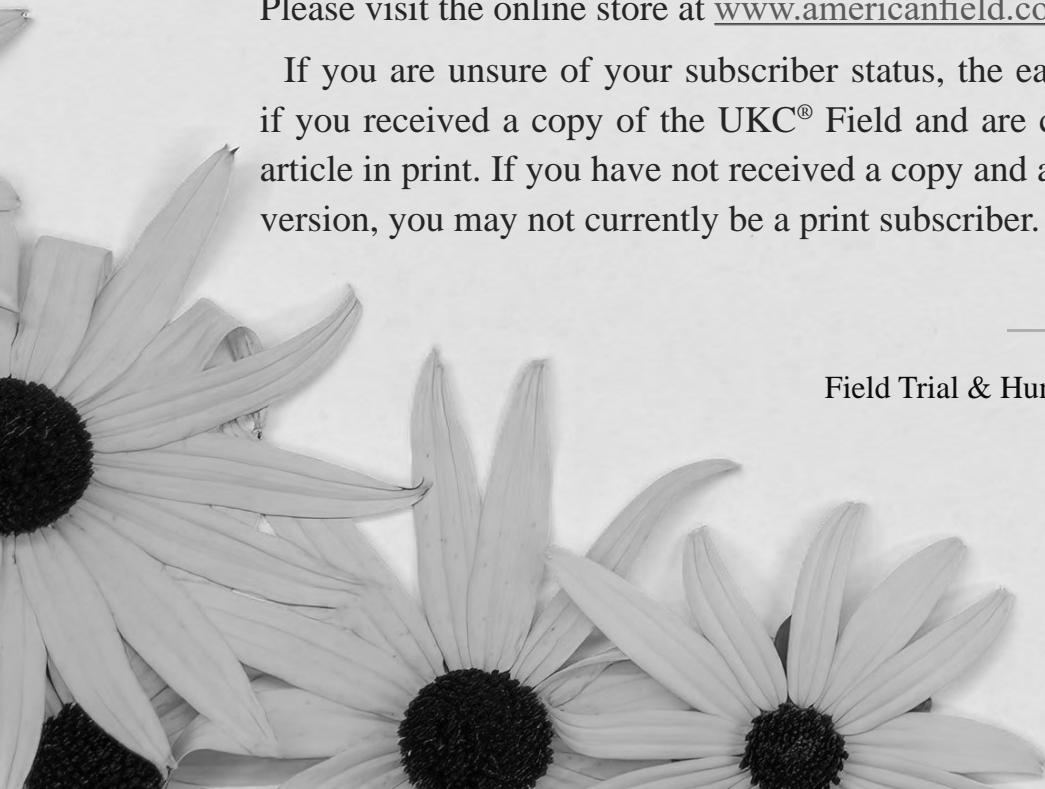 Please visit the online store at www.americanfield.co
If you are unsure of your subscriber status, the ea
if you received a copy of the UKC® Field and are c
article in print. If you have not received a copy and a
version, you may not currently be a print subscriber.
Field Trial & Hun